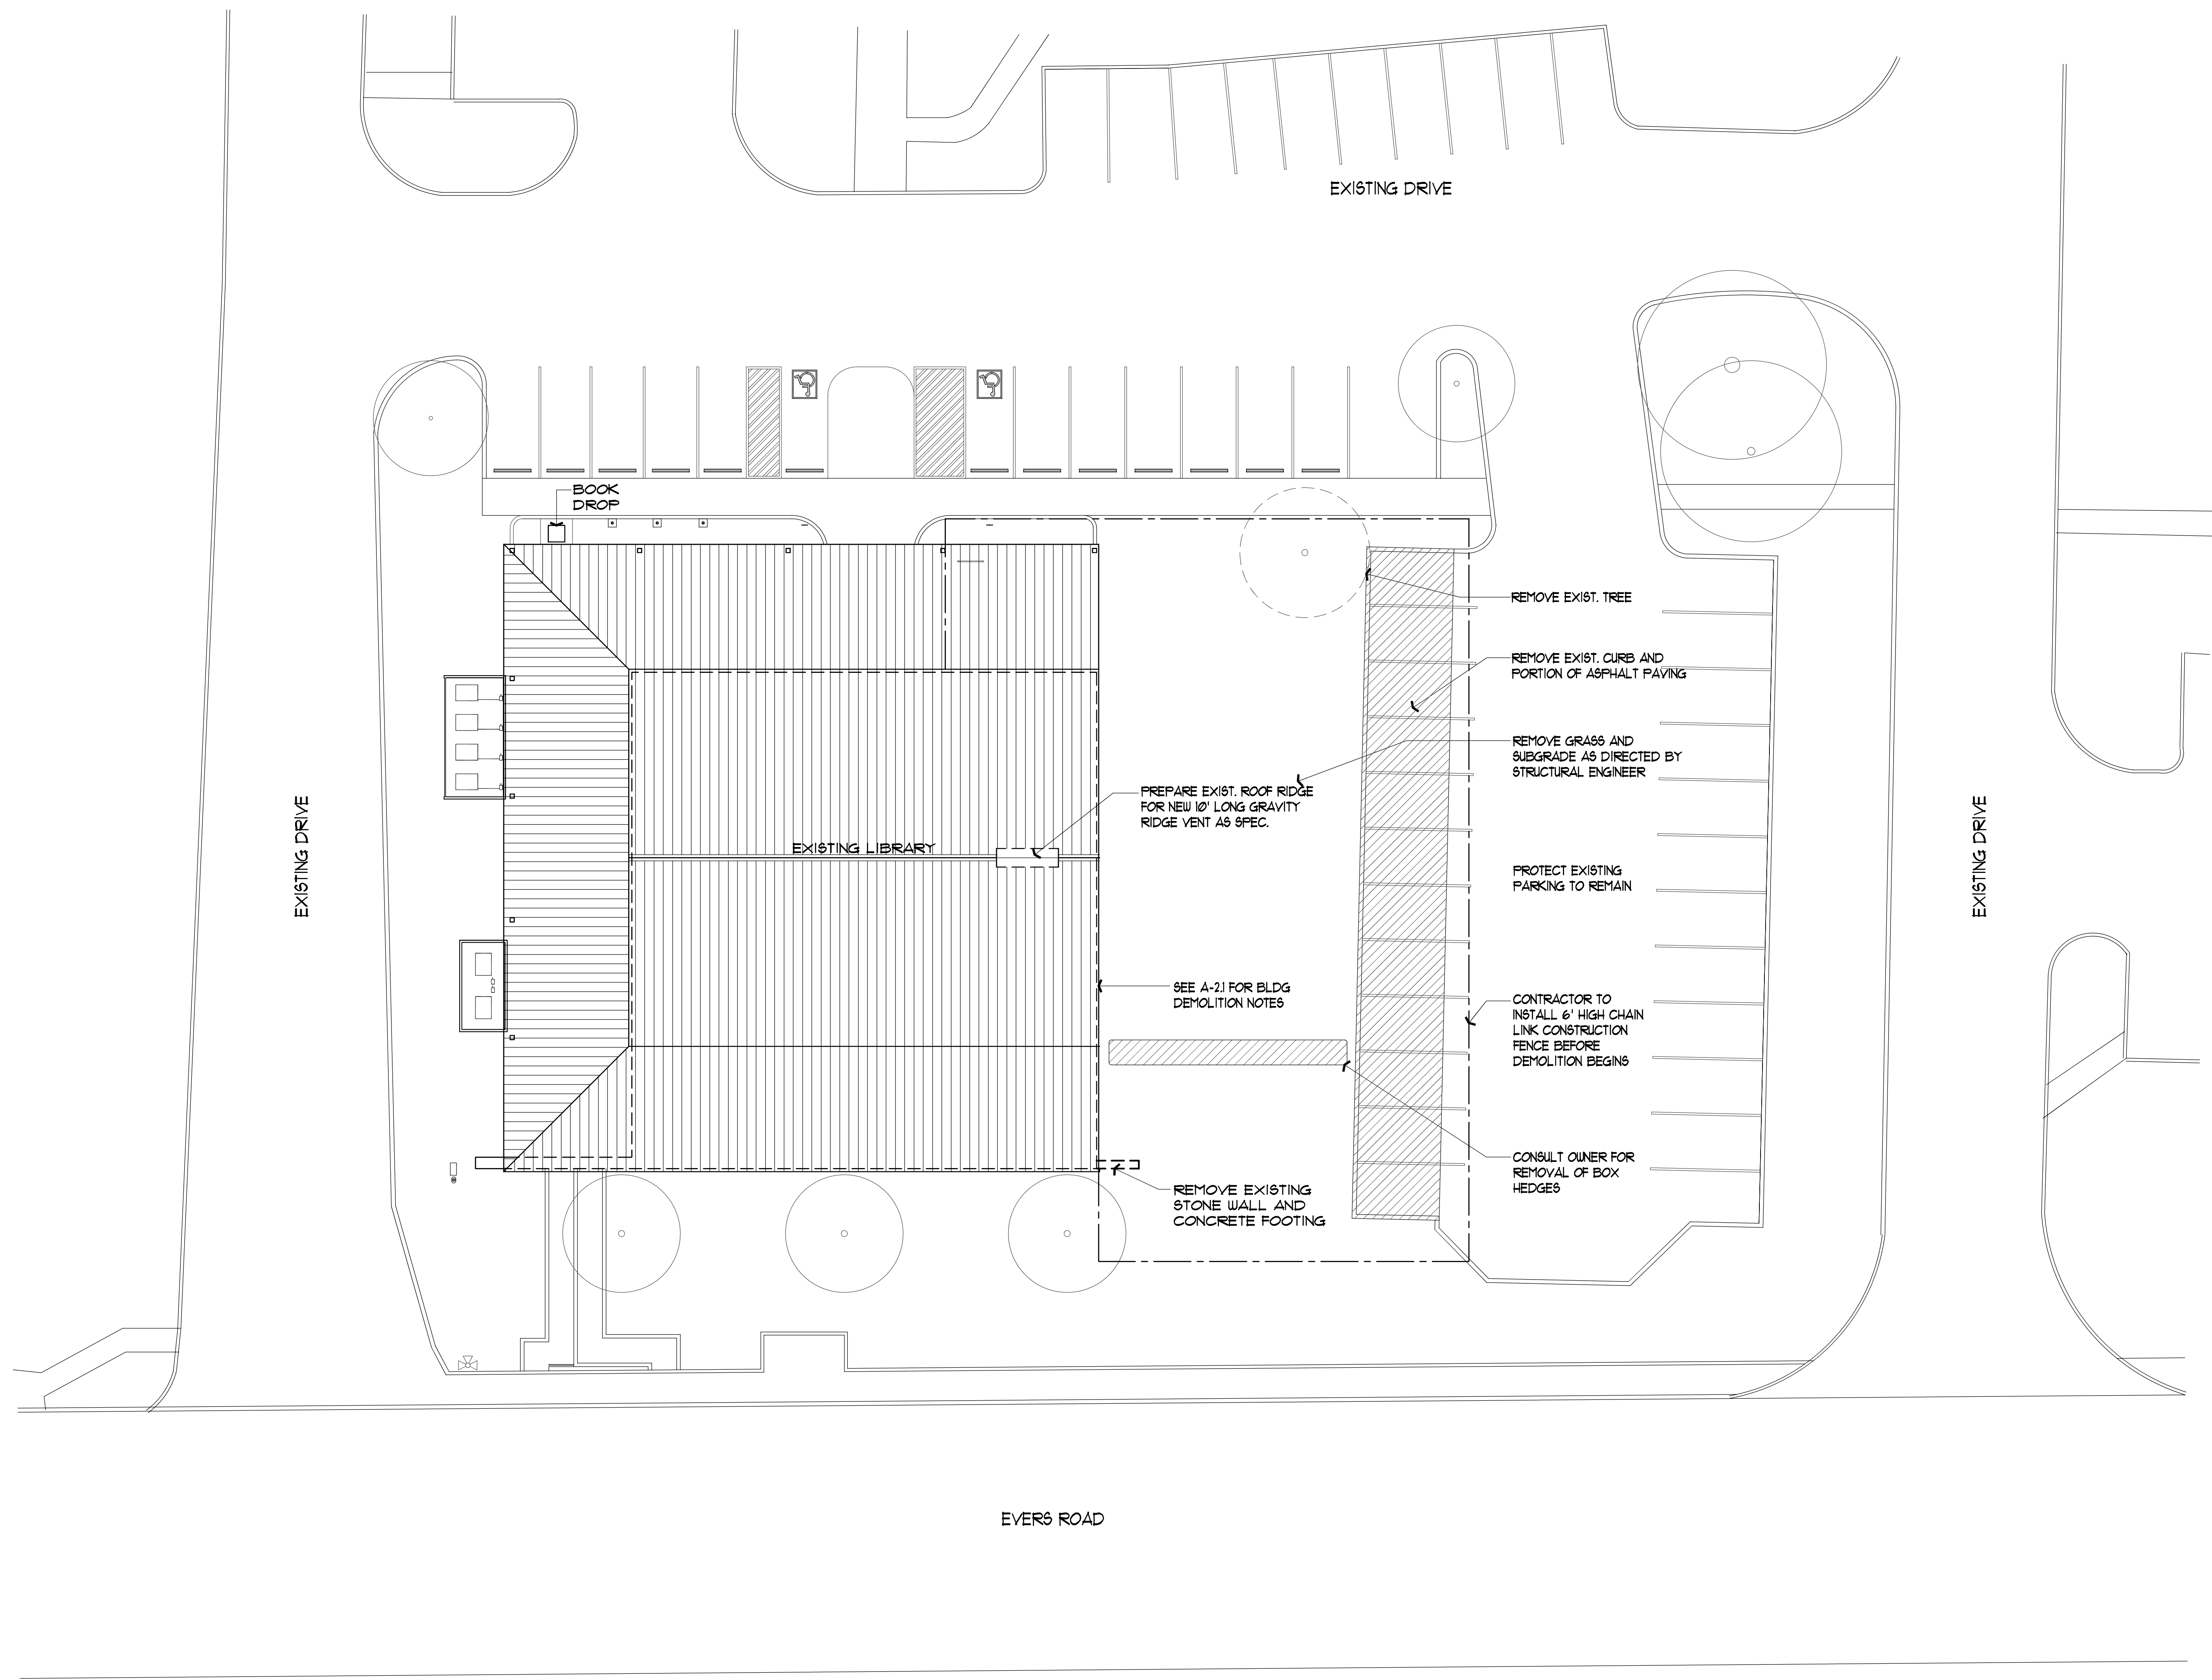 EXISTING DRIVE
BOOK
DROP
REMOVE EXIST. TREE
REMOVE EXIST. CURB AND
PORTION OF ASPHALT PAVING
REMOVE GRASS AND
SUBGRADE AS DIRECTED BY
STRUCTURAL ENGINEER
PREPARE EXIST. ROOF RIDGE
FOR NEW 10' LONG GRAVITY
RIDGE VENT AS SPEC.
EXISTING DRIVE
EXISTING LIBRARY
EXISTING DRIVE
PROTECT EXISTING
PARKING TO REMAIN
SEE A-2.1 FOR BLDG
DEMOLITION NOTES
CONTRACTOR TO
INSTALL 6' HIGH CHAIN
LINK CONSTRUCTION
FENCE BEFORE
DEMOLITION BEGINS
CONSULT OWNER FOR
REMOVAL OF BOX
HEDGES
REMOVE EXISTING
STONE WALL AND
CONCRETE FOOTING
EVERS ROAD